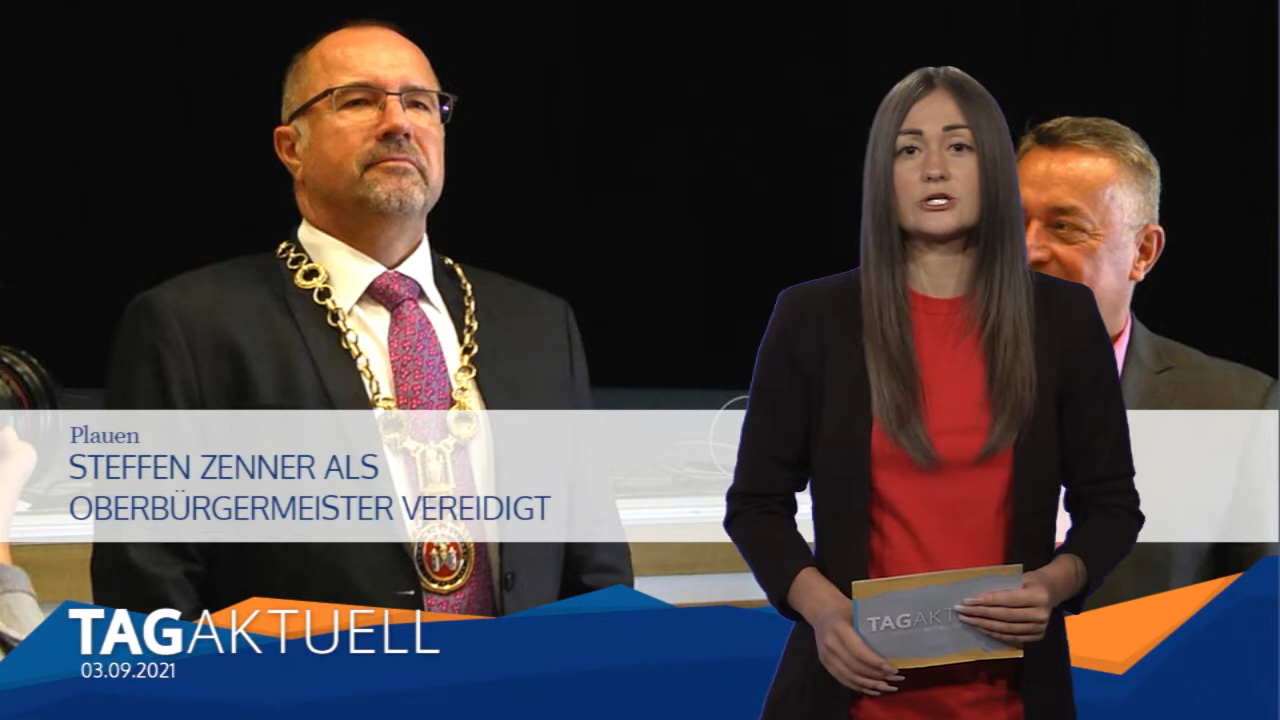 Plauen
STEFFEN ZENNER ALS
OBERBÜRGERMEISTER VEREIDIGT
TAGAKTUELL
03.09.2021